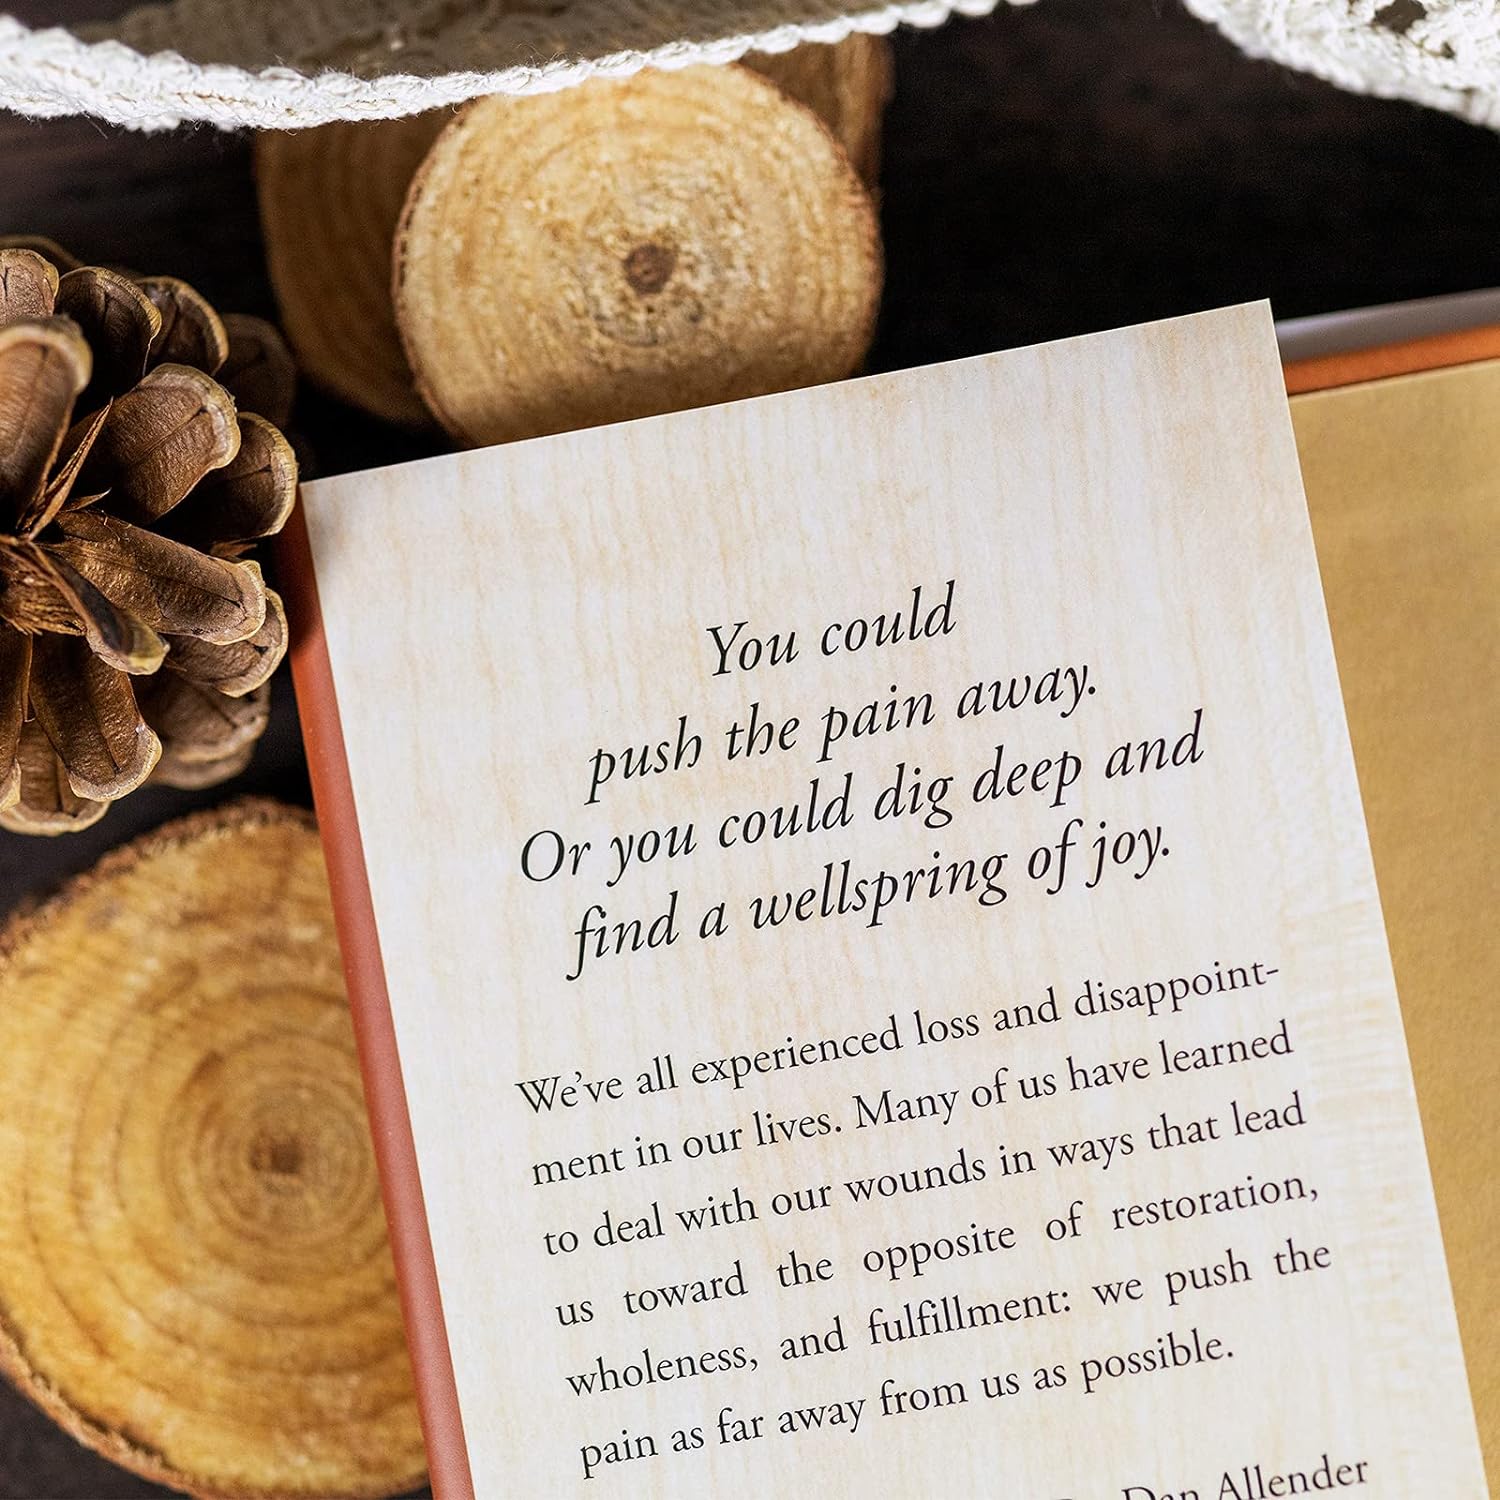 You could
push the pain away.
Or you could dig deep and
find a wellspring of joy.
We've all experienced loss and disappoint-
ment in our lives. Many of us have learned
to deal with our wounds in ways that lead
us toward the opposite of restoration,
wholeness, and fulfillment: we push the
pain as far away from us as possible.
Dan Allender